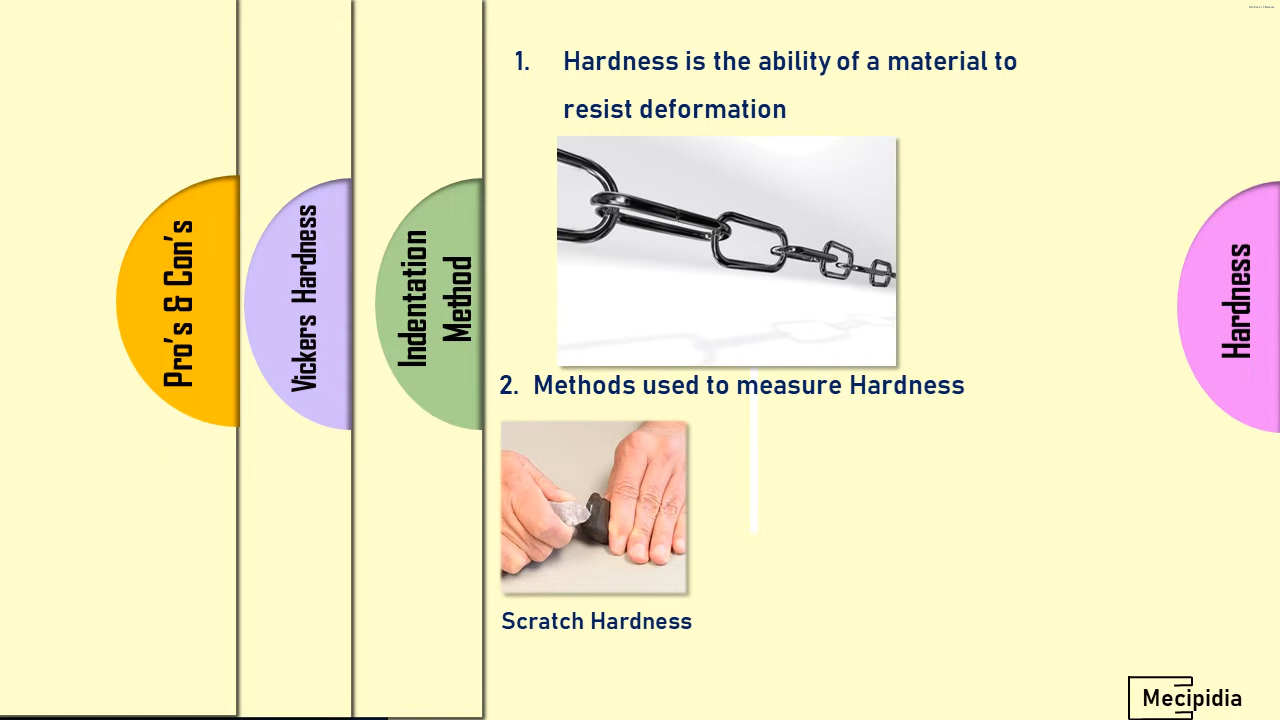 Pro's & Con's
Vickers Hardness
Indentation
Method
1. Hardness is the ability of a material to
resist deformation
2. Methods used to measure Hardness
Scratch Hardness
Hardness
Mecipidia